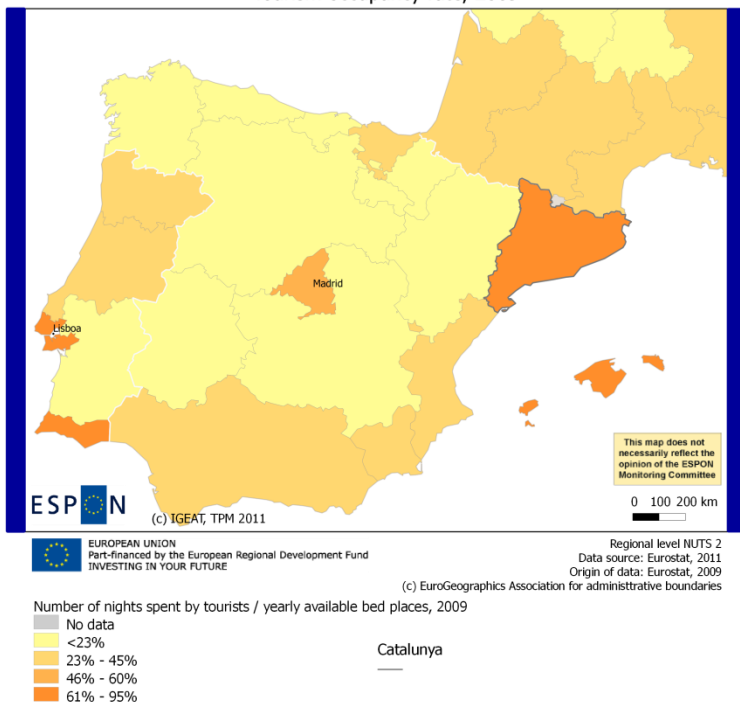 Madrid
Lisboa
This map does not
necessarily reflect the
opinion of the ESPON
Monitoring Committee
ESPON
(c) IGEAT, TPM 2011
0 100 200 km
EUROPEAN UNION
Part-financed by the European Regional Development Fund
INVESTING IN YOUR FUTURE
Regional level NUTS 2
Data source: Eurostat, 2011
Origin of data: Eurostat, 2009
(c) EuroGeographics Association for administrative boundaries
Number of nights spent by tourists / yearly available bed places, 2009
No data
<23%
23% - 45%
46% - 60%
61% - 95%
Catalunya